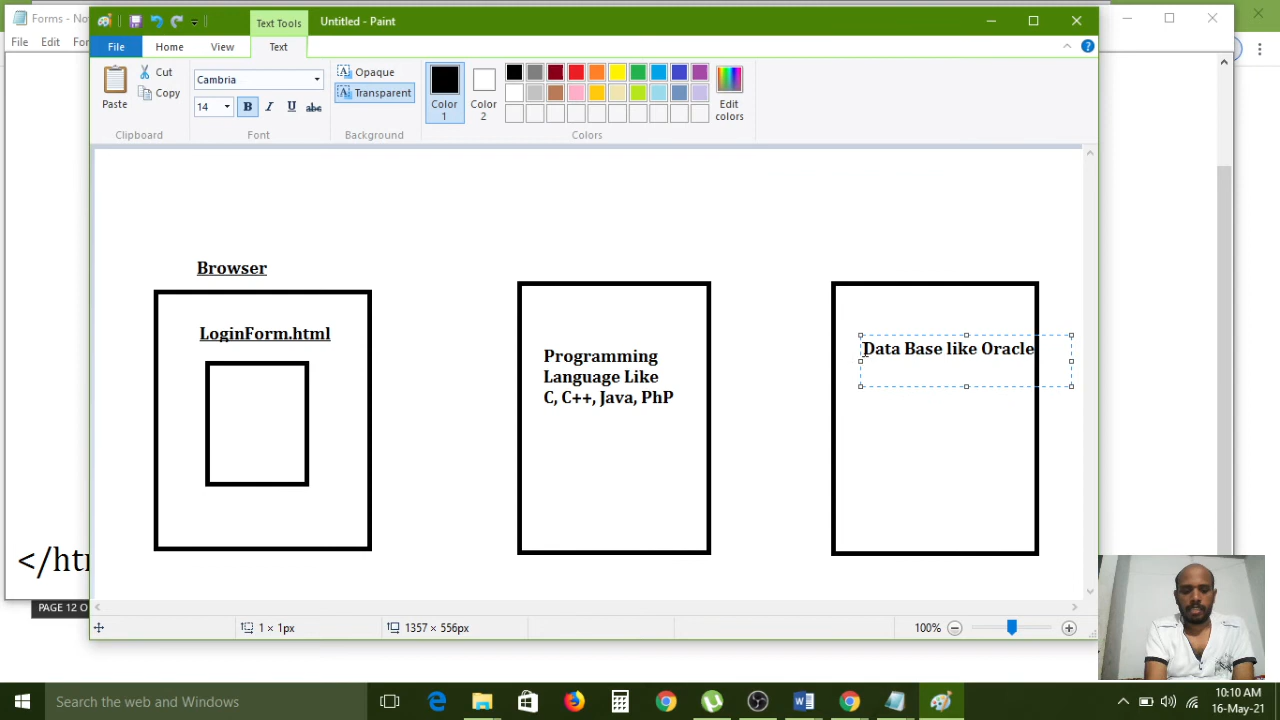 Forms - No
Text Tools
Untitled - Paint
File Edit For
File Home View Text
Paste
Cut
Copy
Clipboard
Cambria
14 B I U abc
Font
Opaque
Transparent
Background
Color 1
Color 2
Edit colors
Colors
Browser
LoginForm.html
Programming
Language Like
C, C++, Java, PhP
Data Base like Oracle
</htm
PAGE 12 O
1 × 1px
1357 × 556px
100%
Search the web and Windows
10:10 AM
16-May-21